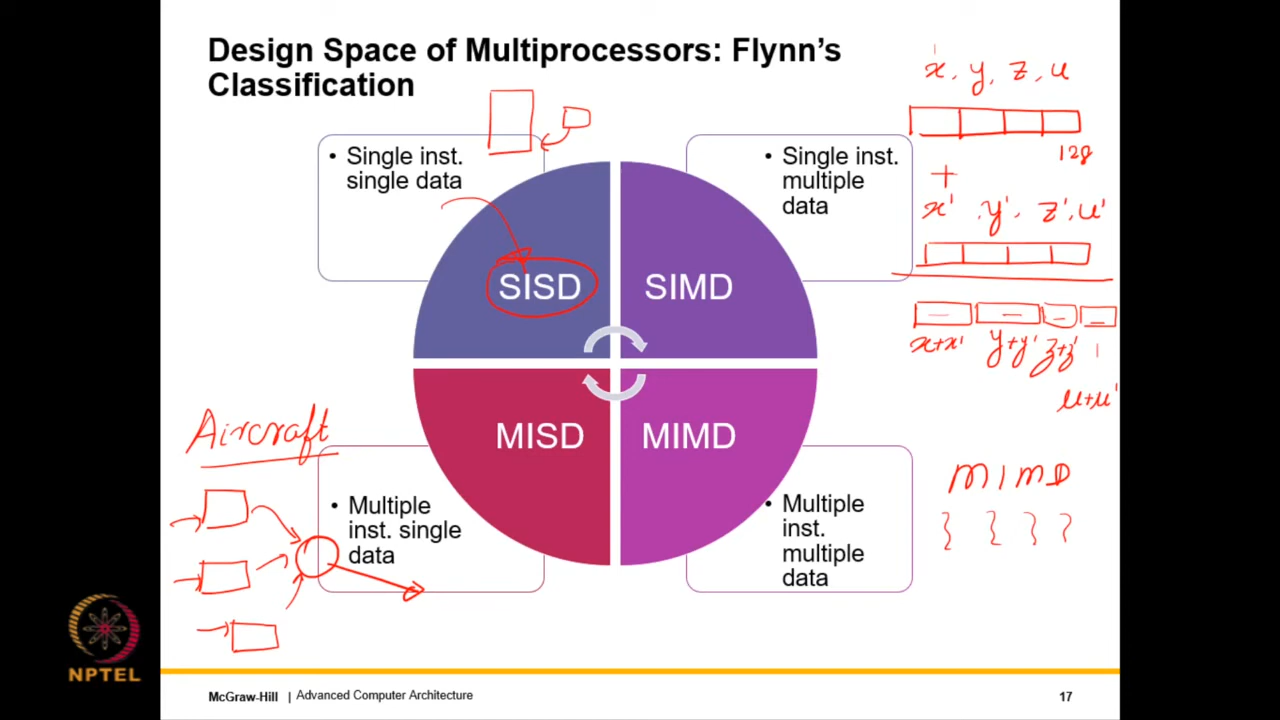 Design Space of Multiprocessors: Flynn's
Classification
x, y, z, u
128
+
x' , y', z', u'
x+x' y+y' z+z'
u+u'
• Single inst.
single data
• Single inst.
multiple
data
SISD
SIMD
MISD
MIMD
Aircraft
• Multiple
inst. single
data
• Multiple
inst.
multiple
data
MIMD
NPTEL
McGraw-Hill | Advanced Computer Architecture
17